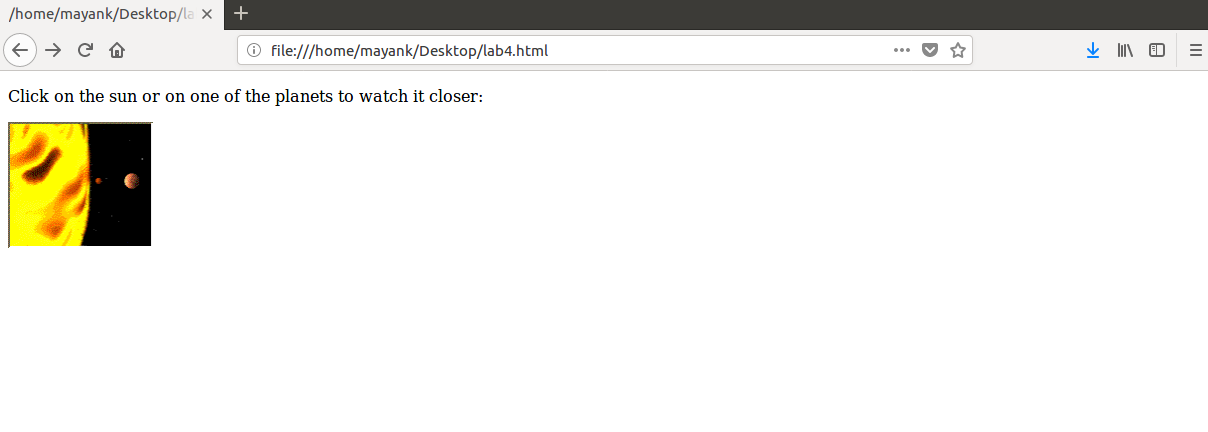 /home/mayank/Desktop/la
file:///home/mayank/Desktop/lab4.html
Click on the sun or on one of the planets to watch it closer: